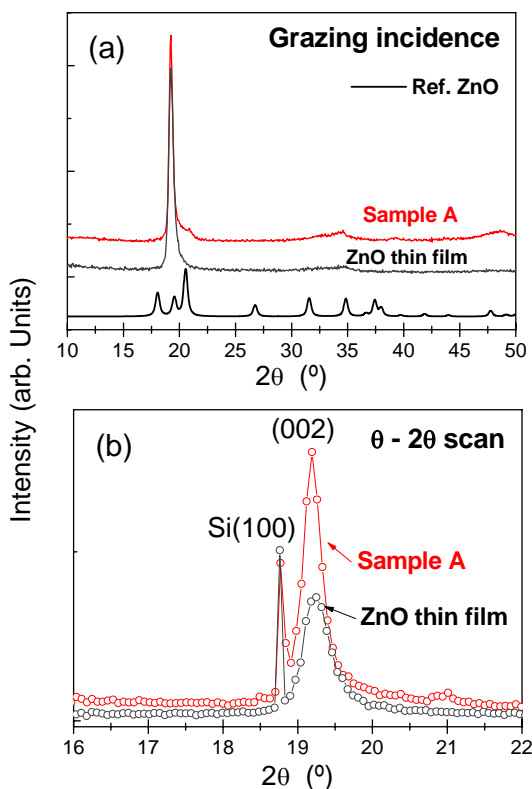 (a)
Grazing incidence
Ref. ZnO
Sample A
ZnO thin film
10 15 20 25 30 35 40 45 50
2θ (º)
Intensity (arb. Units)
(b)
(002)
θ - 2θ scan
Si(100)
Sample A
ZnO thin film
16 17 18 19 20 21 22
2θ (º)